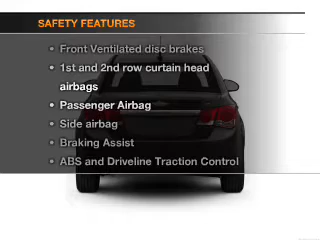 SAFETY FEATURES
• Front Ventilated disc brakes
• 1st and 2nd row curtain head
airbags
• Passenger Airbag
• Side airbag
• Braking Assist
• ABS and Driveline Traction Control